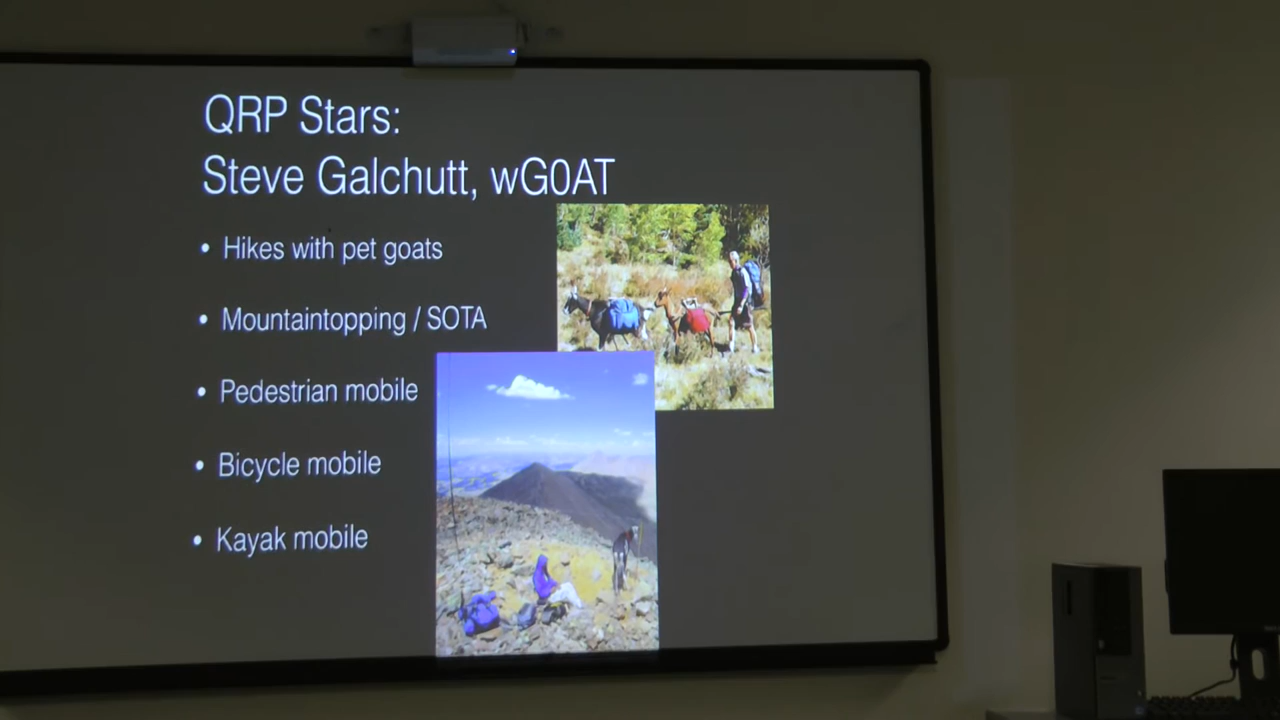 QRP Stars:
Steve Galchutt, wG0AT
• Hikes with pet goats
• Mountaintopping / SOTA
• Pedestrian mobile
• Bicycle mobile
• Kayak mobile